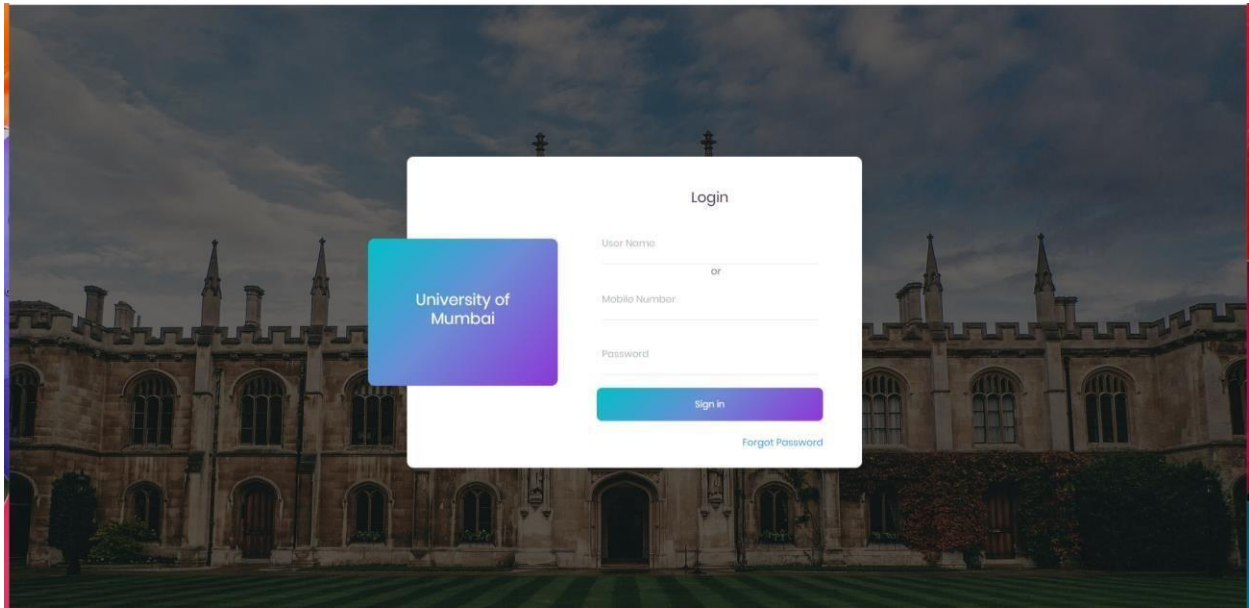 Login
User Name
or
Mobile Number
University of
Mumbai
Password
Sign in
Forgot Password